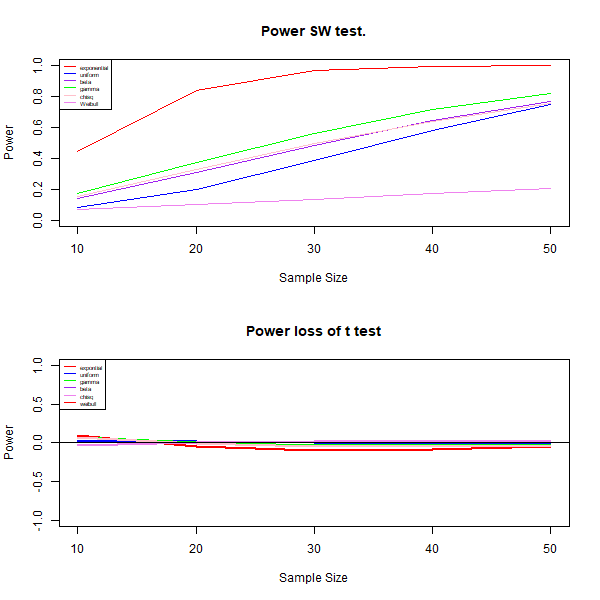 Power SW test.
Power
1.0
0.8
0.6
0.4
0.2
0.0
exponential
uniform
beta
gamma
chisq
Weibull
10 20 30 40 50
Sample Size
Power loss of t test
Power
1.0
0.5
0.0
-0.5
-1.0
exponential
uniform
gamma
beta
chisq
weibull
10 20 30 40 50
Sample Size